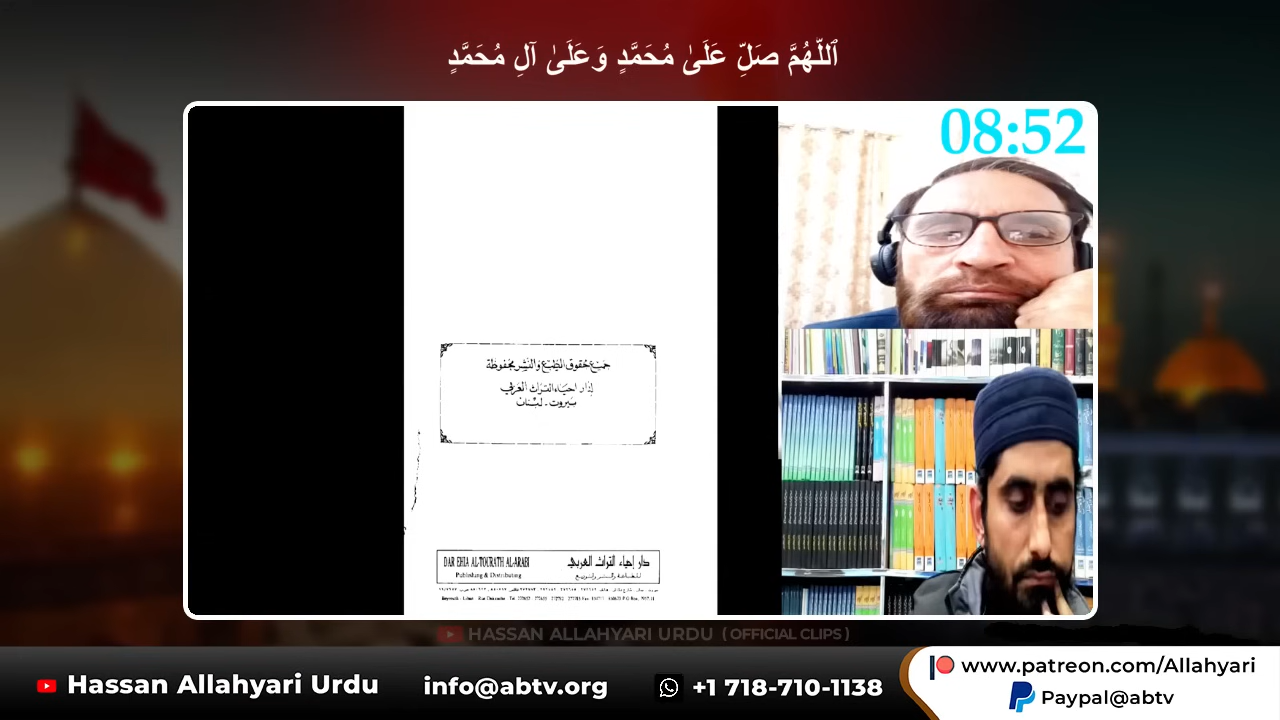 ٱللّٰهُمَّ صَلِّ عَلَىٰ مُحَمَّدٍ وَعَلَىٰ آلِ مُحَمَّدٍ
08:52
جميع حقوق الطبع والنشر محفوظة
لدار احياء التراث العربي
بيروت - لبنان
DAR EHIA AL-TOURATH AL-ARABI
دار إحياء التراث العربي
Publishing & Distributing
للطباعة والنشر والتوزيع
HASSAN ALLAHYARI URDU ( OFFICIAL CLIPS )
Hassan Allahyari Urdu
info@abtv.org
+1 718-710-1138
www.patreon.com/Allahyari
Paypal@abtv